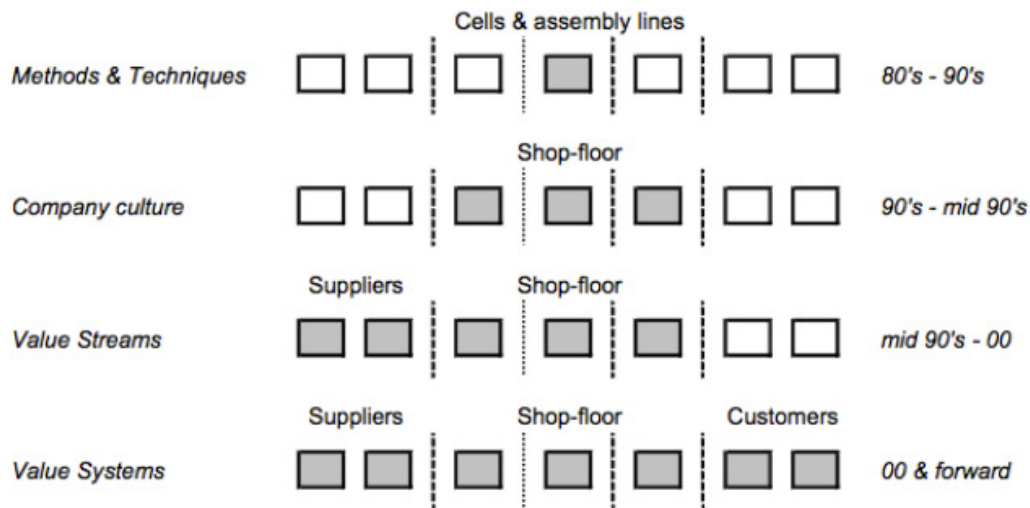 Cells & assembly lines
Methods & Techniques 80's - 90's
Shop-floor
Company culture 90's - mid 90's
Suppliers Shop-floor
Value Streams mid 90's - 00
Suppliers Shop-floor Customers
Value Systems 00 & forward